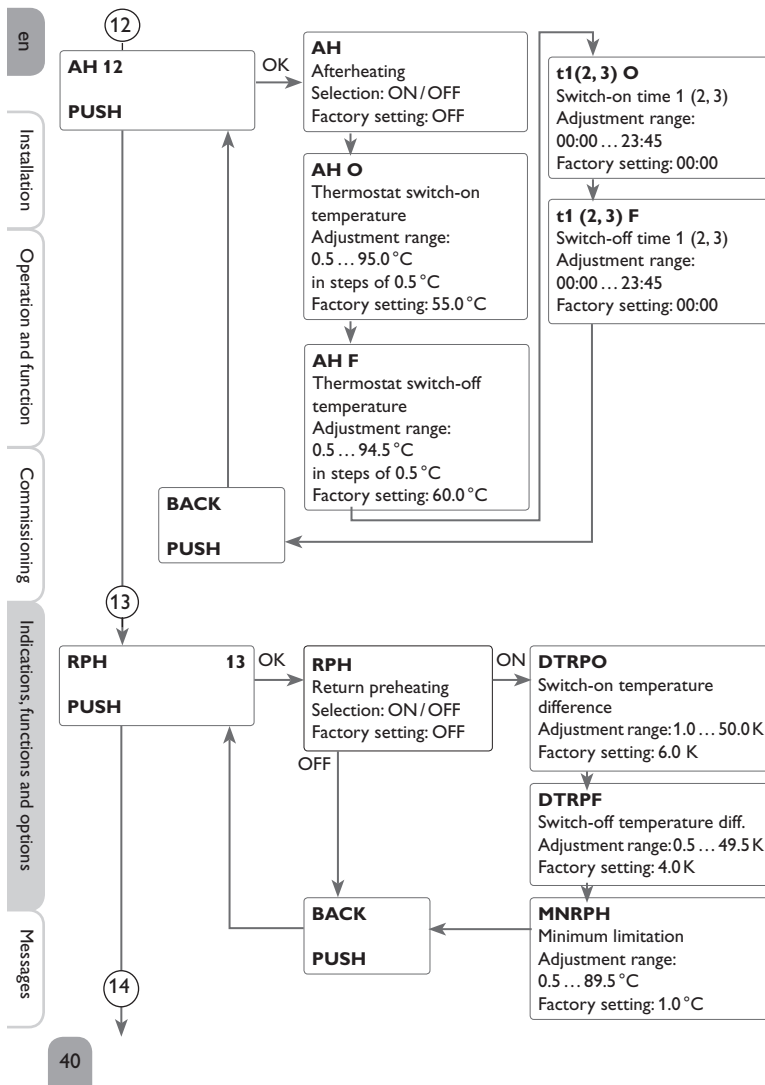 en
Installation
Operation and function
Commissioning
Indications, functions and options
Messages
12
AH 12
PUSH
OK
AH
Afterheating
Selection: ON / OFF
Factory setting: OFF
AH O
Thermostat switch-on
temperature
Adjustment range:
0.5 … 95.0 °C
in steps of 0.5 °C
Factory setting: 55.0 °C
AH F
Thermostat switch-off
temperature
Adjustment range:
0.5 … 94.5 °C
in steps of 0.5 °C
Factory setting: 60.0 °C
t1(2, 3) O
Switch-on time 1 (2, 3)
Adjustment range:
00:00 … 23:45
Factory setting: 00:00
t1 (2, 3) F
Switch-off time 1 (2, 3)
Adjustment range:
00:00 … 23:45
Factory setting: 00:00
BACK
PUSH
13
RPH 13
PUSH
OK
RPH
Return preheating
Selection: ON / OFF
Factory setting: OFF
OFF
ON
DTRPO
Switch-on temperature
difference
Adjustment range: 1.0 … 50.0 K
Factory setting: 6.0 K
DTRPF
Switch-off temperature diff.
Adjustment range: 0.5 … 49.5 K
Factory setting: 4.0 K
MNRPH
Minimum limitation
Adjustment range:
0.5 … 89.5 °C
Factory setting: 1.0 °C
BACK
PUSH
14
40